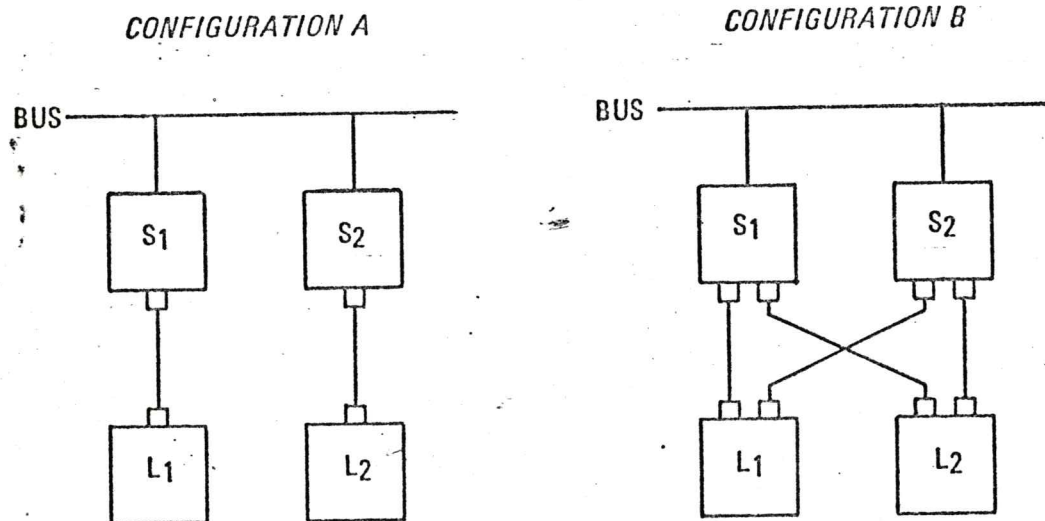 CONFIGURATION A
CONFIGURATION B
BUS
S1
S2
L1
L2
BUS
S1
S2
L1
L2